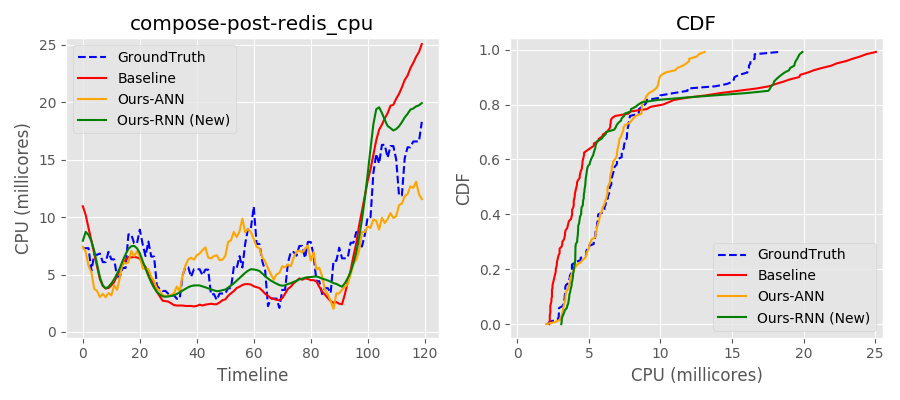 compose-post-redis_cpu
CPU (millicores)
25
20
15
10
5
0
GroundTruth
Baseline
Ours-ANN
Ours-RNN (New)
0 20 40 60 80 100 120
Timeline
CDF
CDF
1.0
0.8
0.6
0.4
0.2
0.0
GroundTruth
Baseline
Ours-ANN
Ours-RNN (New)
0 5 10 15 20 25
CPU (millicores)